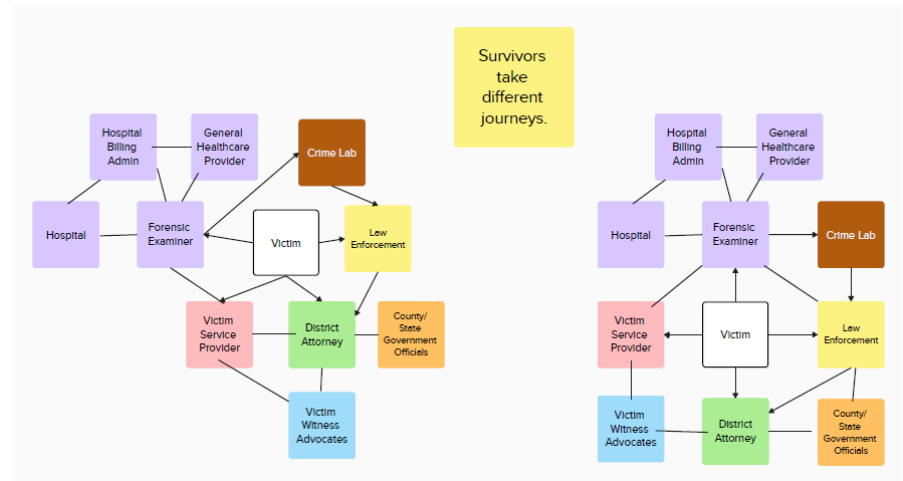 Survivors
take
different
journeys.
Hospital
Billing
Admin
General
Healthcare
Provider
Crime Lab
Hospital
Forensic
Examiner
Victim
Law
Enforcement
Victim
Service
Provider
District
Attorney
County/
State
Government
Officials
Victim
Witness
Advocates
Hospital
Billing
Admin
General
Healthcare
Provider
Hospital
Forensic
Examiner
Crime Lab
Victim
Service
Provider
Victim
Law
Enforcement
Victim
Witness
Advocates
District
Attorney
County/
State
Government
Officials